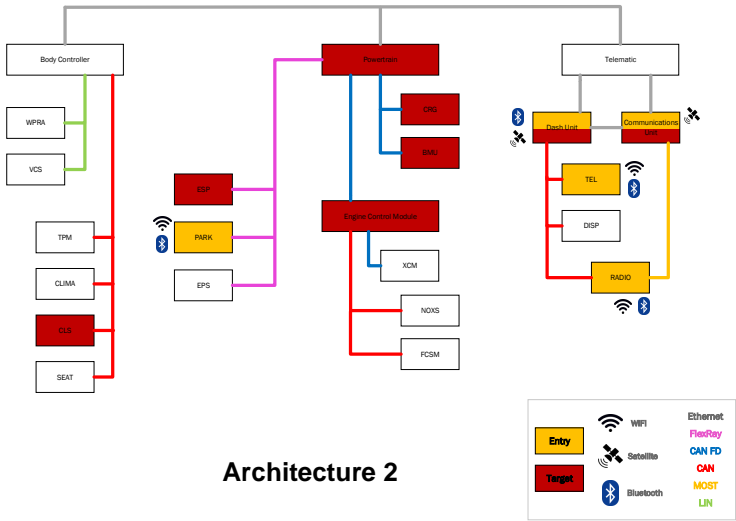 Body Controller
Powertrain
Telematic
WPRA
VCS
CRG
BMU
Dash Unit
Communications
Unit
ESP
TEL
PARK
Engine Control Module
DISP
TPM
EPS
XCM
RADIO
CLIMA
NOXS
CLS
FCSM
SEAT
Architecture 2
Entry
Target
WIFI
Satellite
Bluetooth
Ethernet
FlexRay
CAN FD
CAN
MOST
LIN